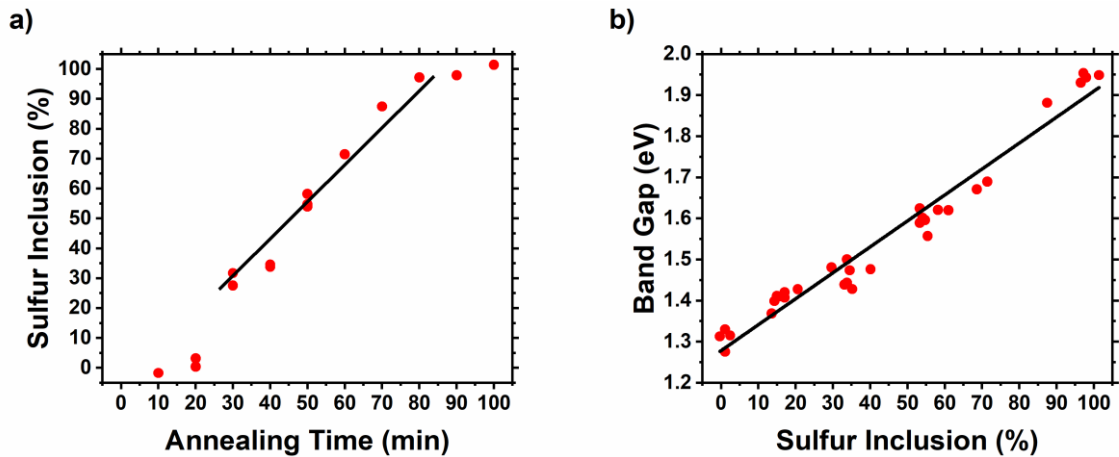 a)
Sulfur Inclusion (%)
100
90
80
70
60
50
40
30
20
10
0
0 10 20 30 40 50 60 70 80 90 100
Annealing Time (min)
b)
Band Gap (eV)
2.0
1.9
1.8
1.7
1.6
1.5
1.4
1.3
1.2
0 10 20 30 40 50 60 70 80 90 100
Sulfur Inclusion (%)